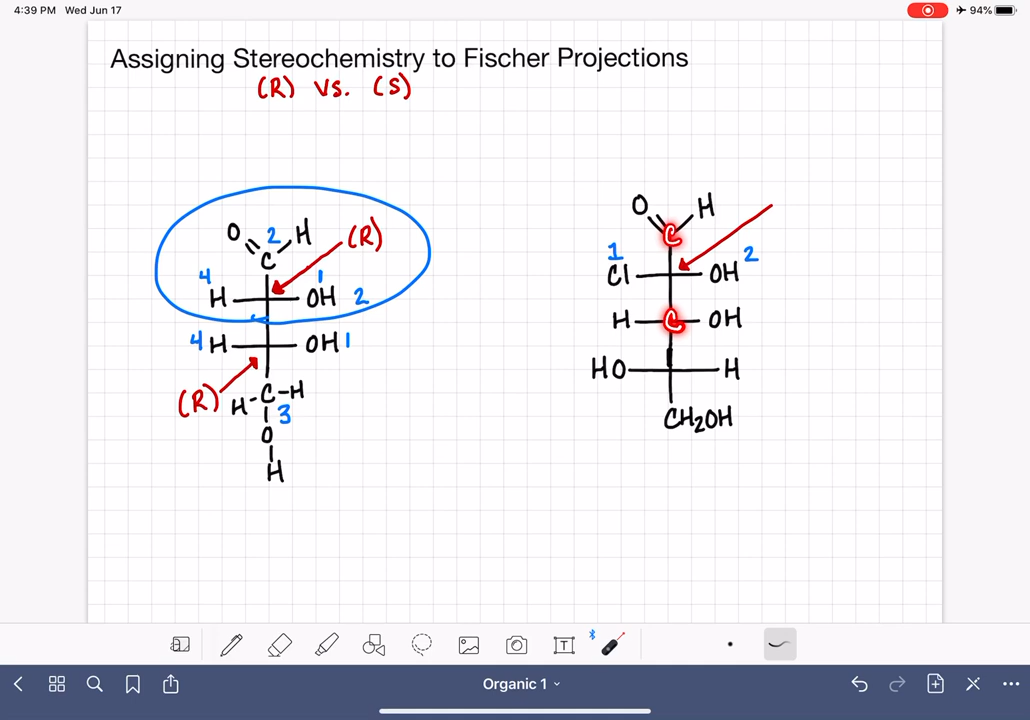 4:39 PM Wed Jun 17 94%
Assigning Stereochemistry to Fischer Projections
(R) vs. (S)
O 2 H (R)
C
4 1
H OH 2
4 H OH 1
(R) H-C-H
3
O
H
O H
C
1 2
Cl OH
H C OH
HO H
CH₂OH
T
Organic 1